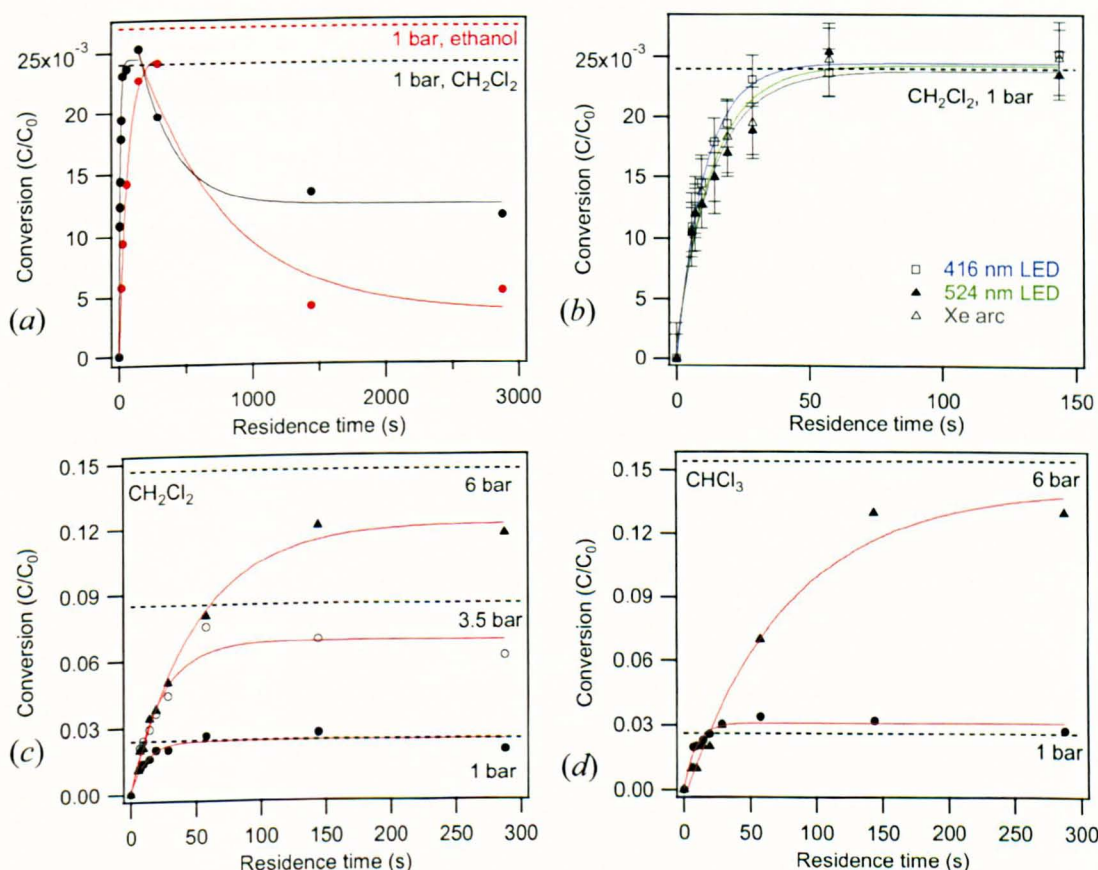 (a)
Conversion (C/C₀)
25x10⁻³
20
15
10
5
0
1 bar, ethanol
1 bar, CH₂Cl₂
0
1000
2000
3000
Residence time (s)
(b)
Conversion (C/C₀)
25x10⁻³
20
15
10
5
0
CH₂Cl₂, 1 bar
416 nm LED
524 nm LED
Xe arc
0
50
100
150
Residence time (s)
(c)
Conversion (C/C₀)
0.15
0.12
0.09
0.06
0.03
0.00
CH₂Cl₂
6 bar
3.5 bar
1 bar
0
50
100
150
200
250
300
Residence time (s)
(d)
Conversion (C/C₀)
0.15
0.12
0.09
0.06
0.03
0.00
CHCl₃
6 bar
1 bar
0
50
100
150
200
250
300
Residence time (s)